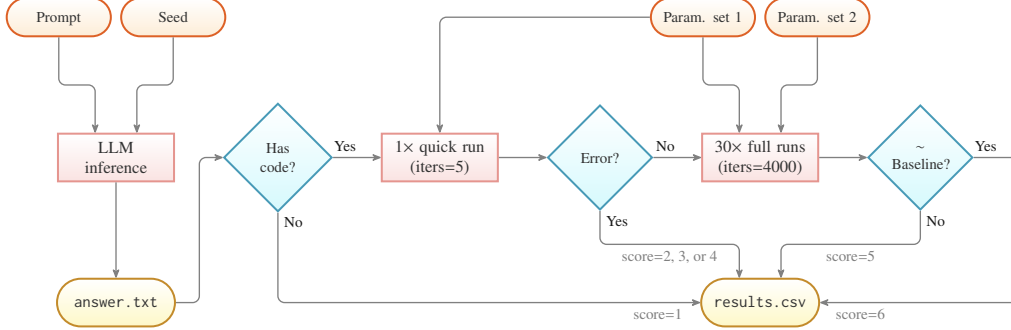 Prompt
Seed
Param. set 1
Param. set 2
LLM
inference
Has
code?
Yes
1× quick run
(iters=5)
Error?
No
30× full runs
(iters=4000)
~
Baseline?
Yes
No
Yes
No
score=2, 3, or 4
score=5
answer.txt
results.csv
score=1
score=6